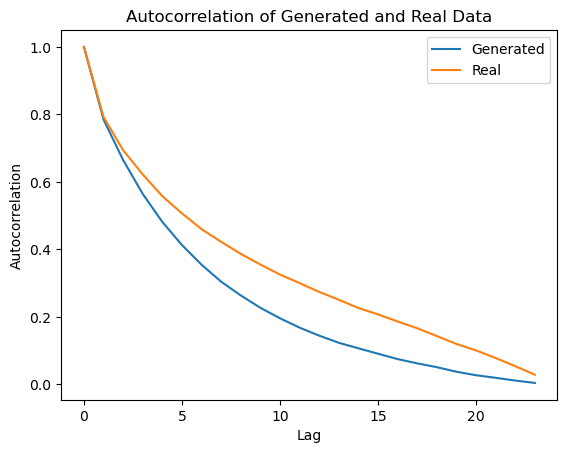 Autocorrelation of Generated and Real Data
Generated
Real
1.0
0.8
0.6
0.4
0.2
0.0
Autocorrelation
0
5
10
15
20
Lag